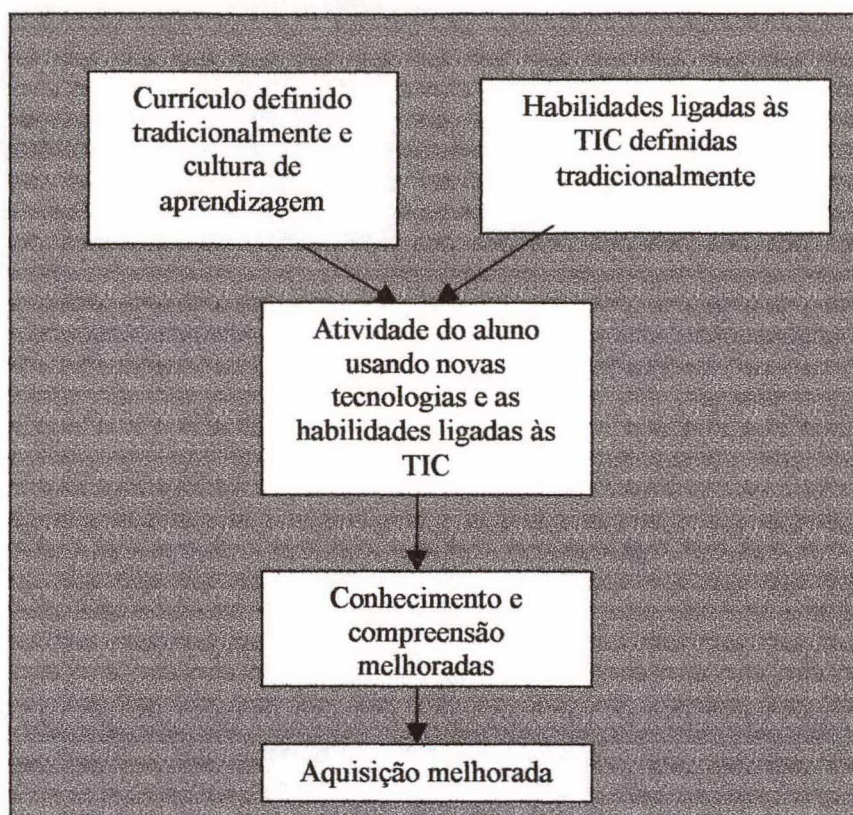 Currículo definido
tradicionalmente e
cultura de
aprendizagem
Habilidades ligadas às
TIC definidas
tradicionalmente
Atividade do aluno
usando novas
tecnologias e as
habilidades ligadas às
TIC
Conhecimento e
compreensão
melhoradas
Aquisição melhorada